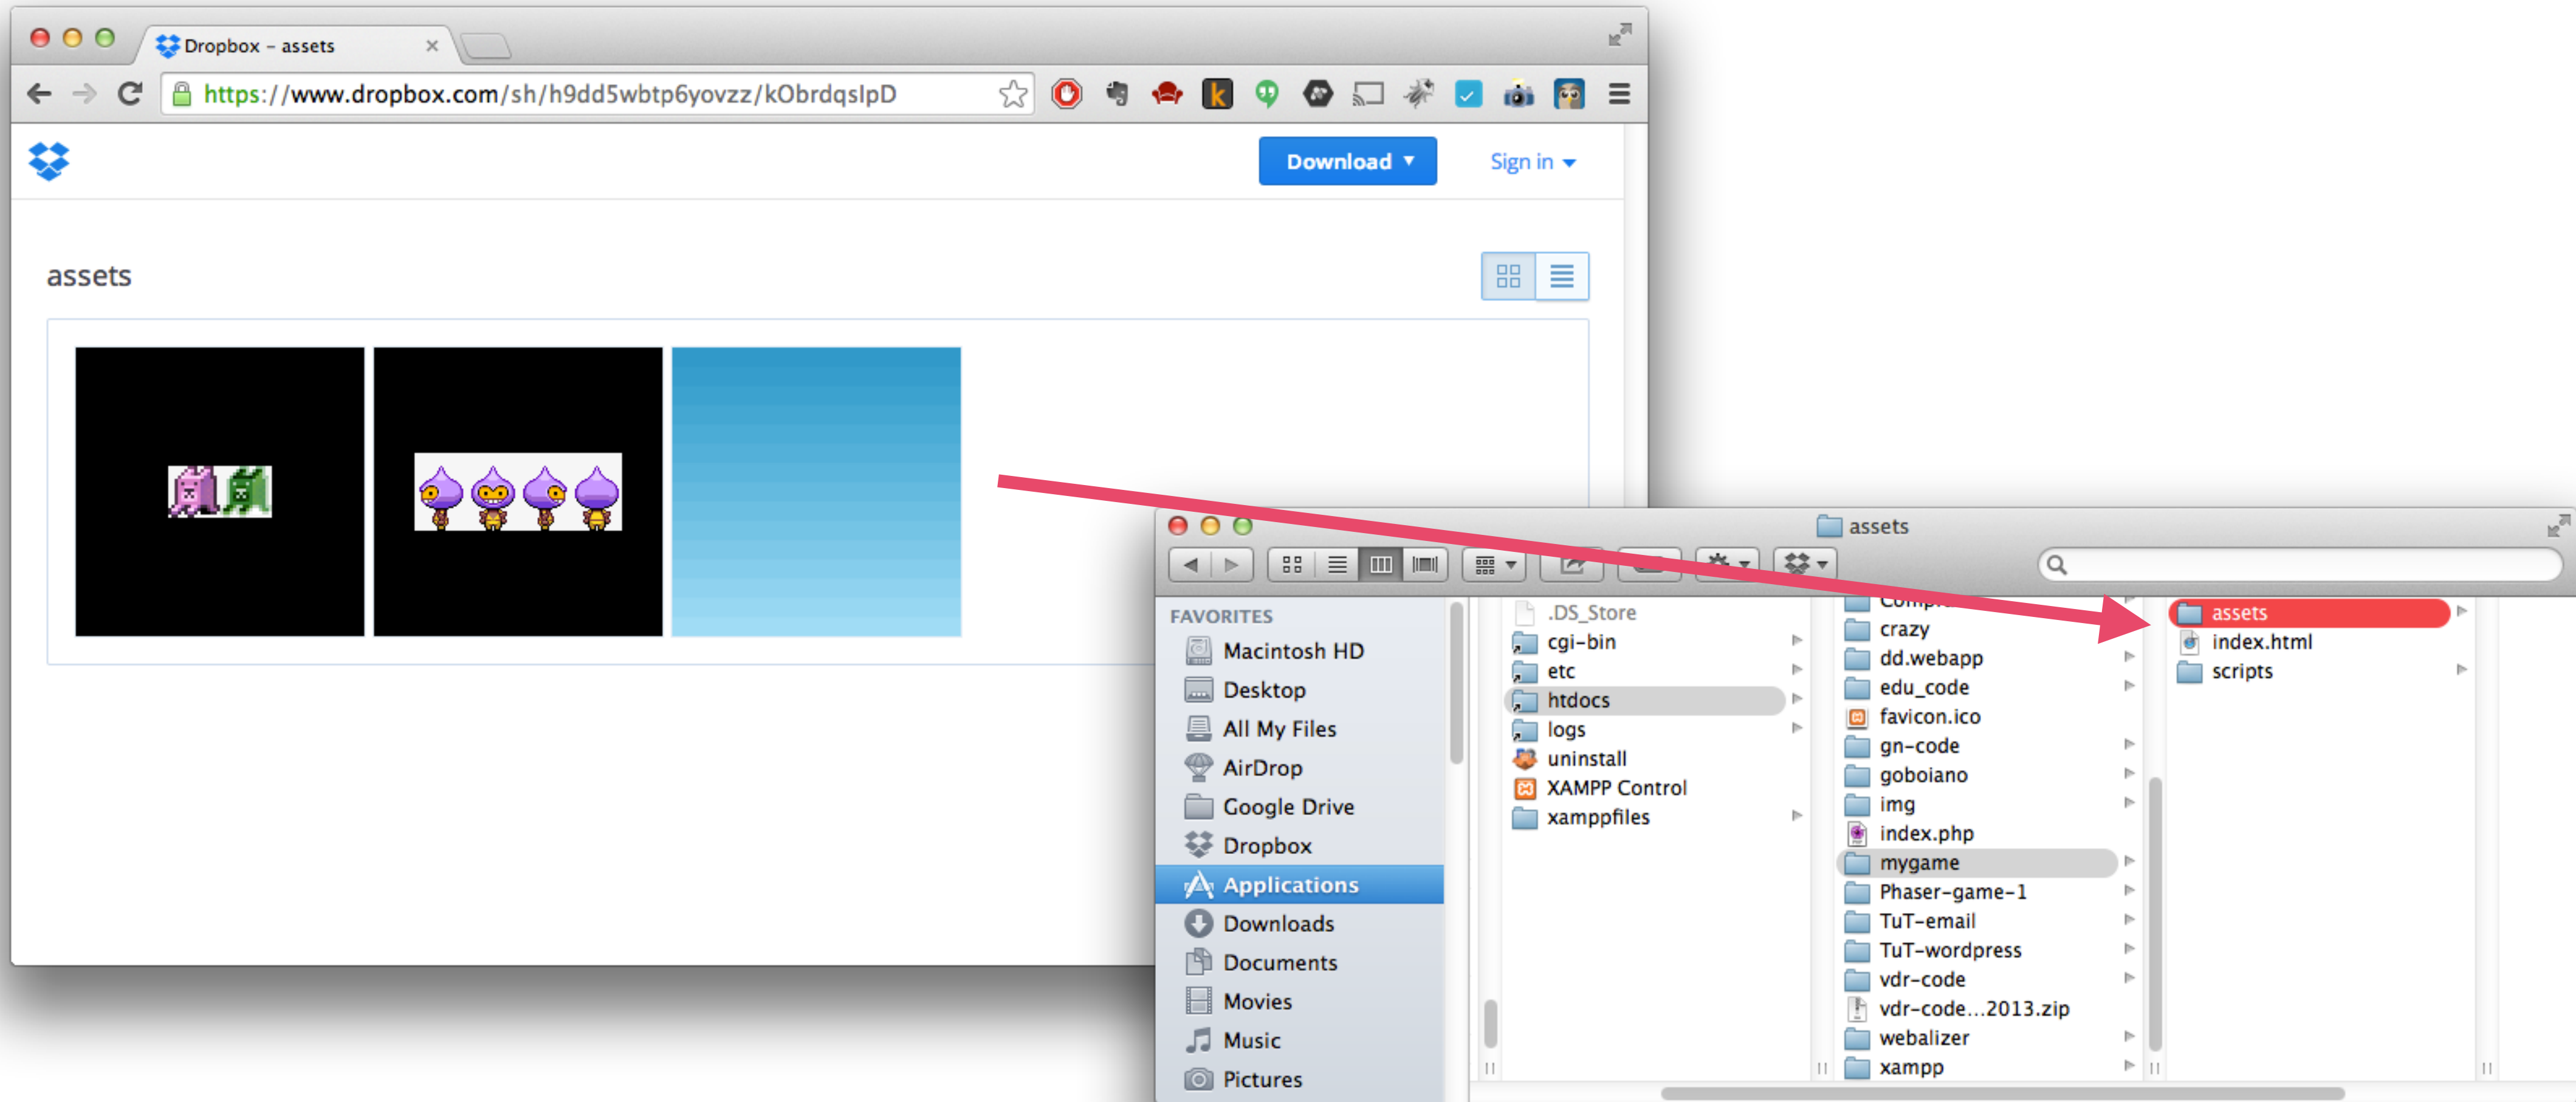 Dropbox – assets
https://www.dropbox.com/sh/h9dd5wbtp6yovzz/kObrdqsIpD
Download
Sign in
assets
assets
FAVORITES
Macintosh HD
Desktop
All My Files
AirDrop
Google Drive
Dropbox
Applications
Downloads
Documents
Movies
Music
Pictures
.DS_Store
cgi-bin
etc
htdocs
logs
uninstall
XAMPP Control
xamppfiles
crazy
dd.webapp
edu_code
favicon.ico
gn-code
goboiano
img
index.php
mygame
Phaser-game-1
TuT-email
TuT-wordpress
vdr-code
vdr-code...2013.zip
webalizer
xampp
assets
index.html
scripts